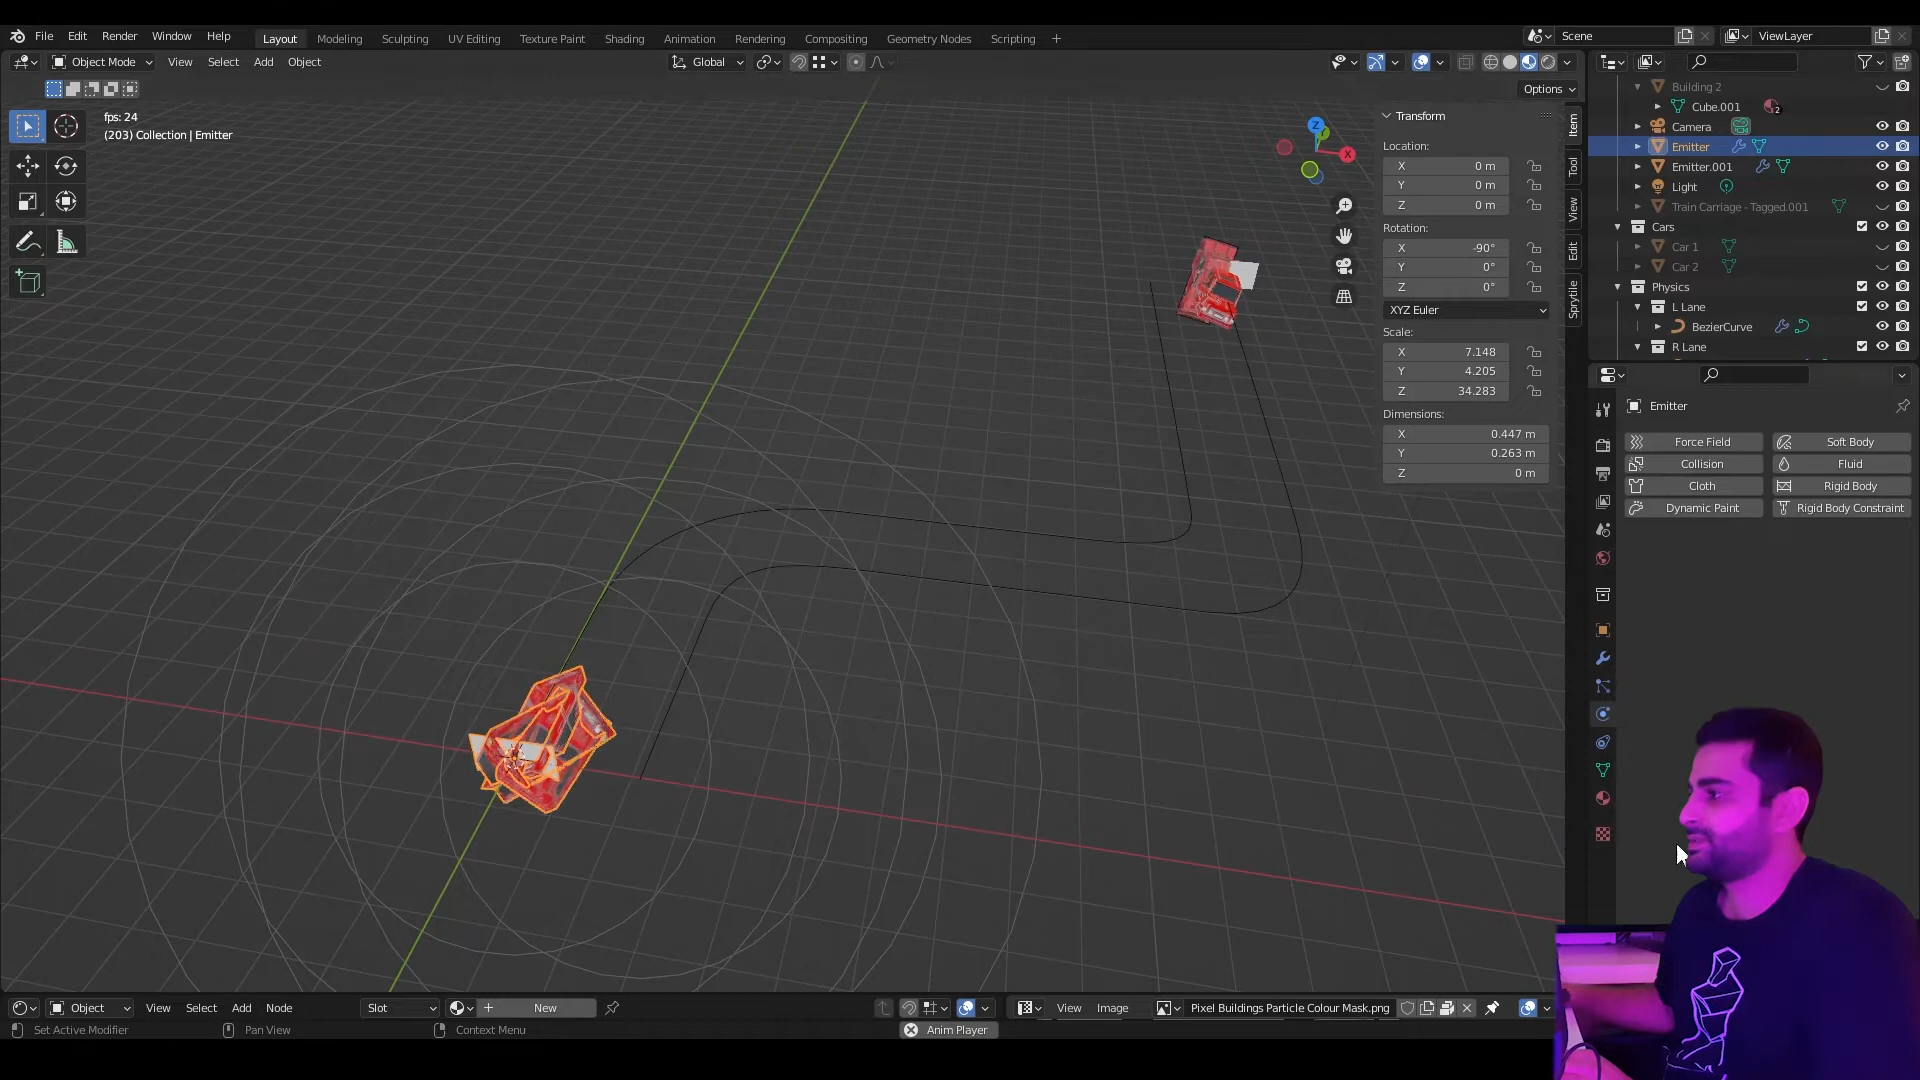 File Edit Render Window Help
Layout Modeling Sculpting UV Editing Texture Paint Shading Animation Rendering Compositing Geometry Nodes Scripting +
Scene
ViewLayer
Object Mode View Select Add Object
Global
Options
fps: 24
(203) Collection | Emitter
Z
X
Transform
Location:
X 0 m
Y 0 m
Z 0 m
Rotation:
X -90°
Y 0°
Z 0°
XYZ Euler
Scale:
X 7.148
Y 4.205
Z 34.283
Dimensions:
X 0.447 m
Y 0.263 m
Z 0 m
Item
Tool
View
Edit
Sprytile
Building 2
Cube.001 2
Camera
Emitter
Emitter.001
Light
Train Carriage - Tagged.001
Cars
Car 1
Car 2
Physics
L Lane
BezierCurve
R Lane
Emitter
Force Field Soft Body
Collision Fluid
Cloth Rigid Body
Dynamic Paint Rigid Body Constraint
Object View Select Add Node Slot New
View Image Pixel Buildings Particle Colour Mask.png
Set Active Modifier Pan View Context Menu Anim Player